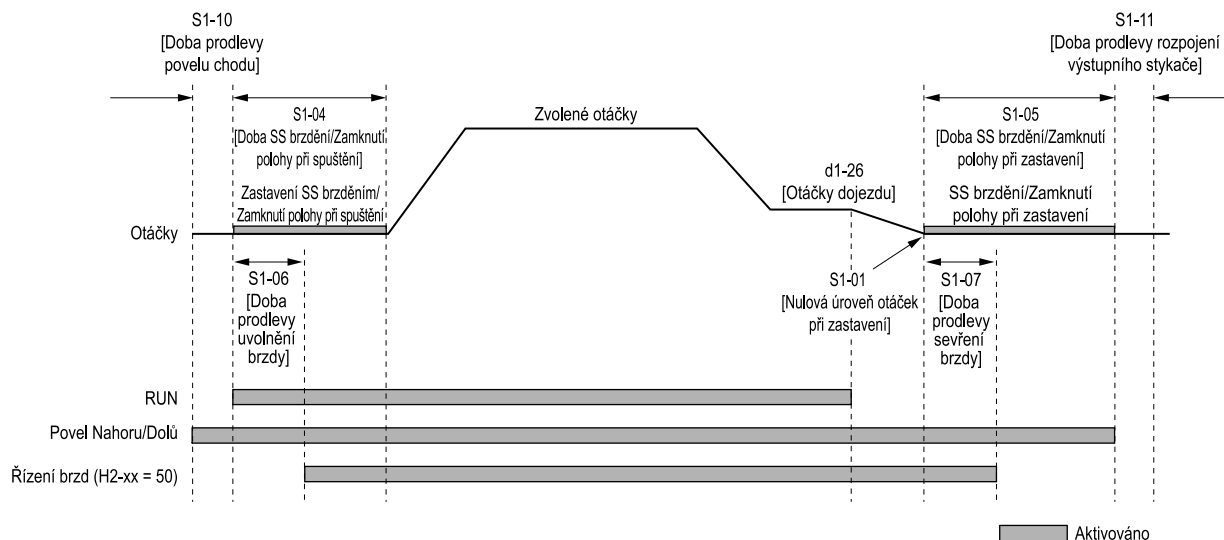 S1-10
[Doba prodlevy
povelu chodu]
S1-11
[Doba prodlevy rozpojení
výstupního stykače]
S1-04
[Doba SS brzdění/Zamknutí
polohy při spuštění]
Zastavení SS brzděním/
Zamknutí polohy při spuštění
Zvolené otáčky
d1-26
[Otáčky dojezdu]
S1-05
[Doba SS brzdění/Zamknutí
polohy při zastavení]
SS brzdění/Zamknutí
polohy při zastavení
Otáčky
S1-06
[Doba
prodlevy
uvolnění
brzdy]
S1-01
[Nulová úroveň otáček
při zastavení]
S1-07
[Doba
prodlevy
sevření
brzdy]
RUN
Povel Nahoru/Dolů
Řízení brzd (H2-xx = 50)
Aktivováno